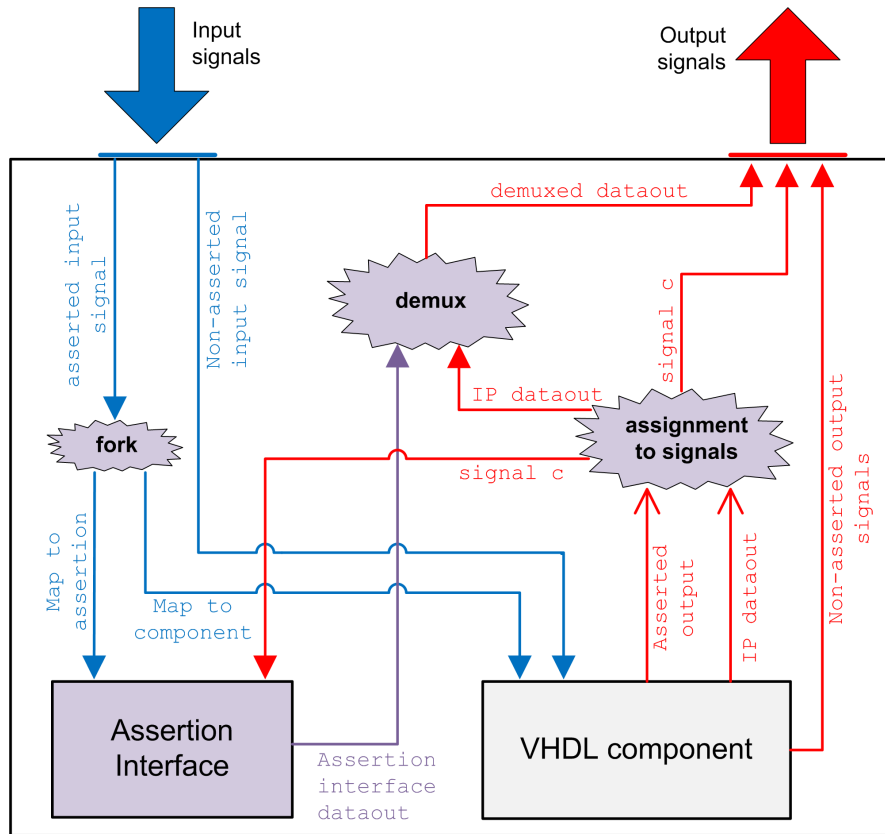 Input
signals
Output
signals
demuxed dataout
asserted input
signal
Non-asserted
input signal
demux
signal c
IP dataout
assignment
to signals
fork
signal c
Non-asserted output
signals
Map to
assertion
Map to
component
Asserted
output
IP dataout
Assertion
Interface
VHDL component
Assertion
interface
dataout